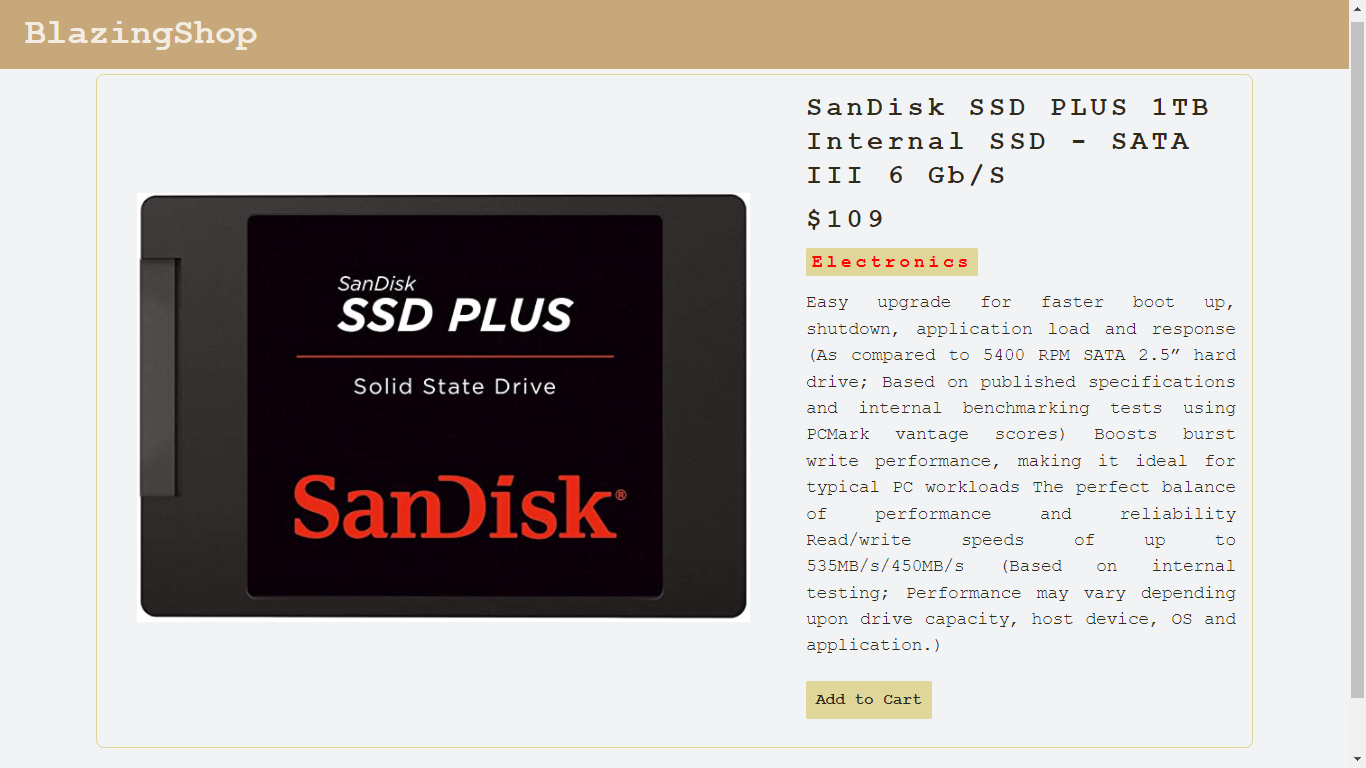 BlazingShop
SanDisk
SSD PLUS
Solid State Drive
SanDisk®
SanDisk SSD PLUS 1TB
Internal SSD - SATA
III 6 Gb/S
$109
Electronics
Easy upgrade for faster boot up,
shutdown, application load and response
(As compared to 5400 RPM SATA 2.5” hard
drive; Based on published specifications
and internal benchmarking tests using
PCMark vantage scores) Boosts burst
write performance, making it ideal for
typical PC workloads The perfect balance
of performance and reliability
Read/write speeds of up to
535MB/s/450MB/s (Based on internal
testing; Performance may vary depending
upon drive capacity, host device, OS and
application.)
Add to Cart